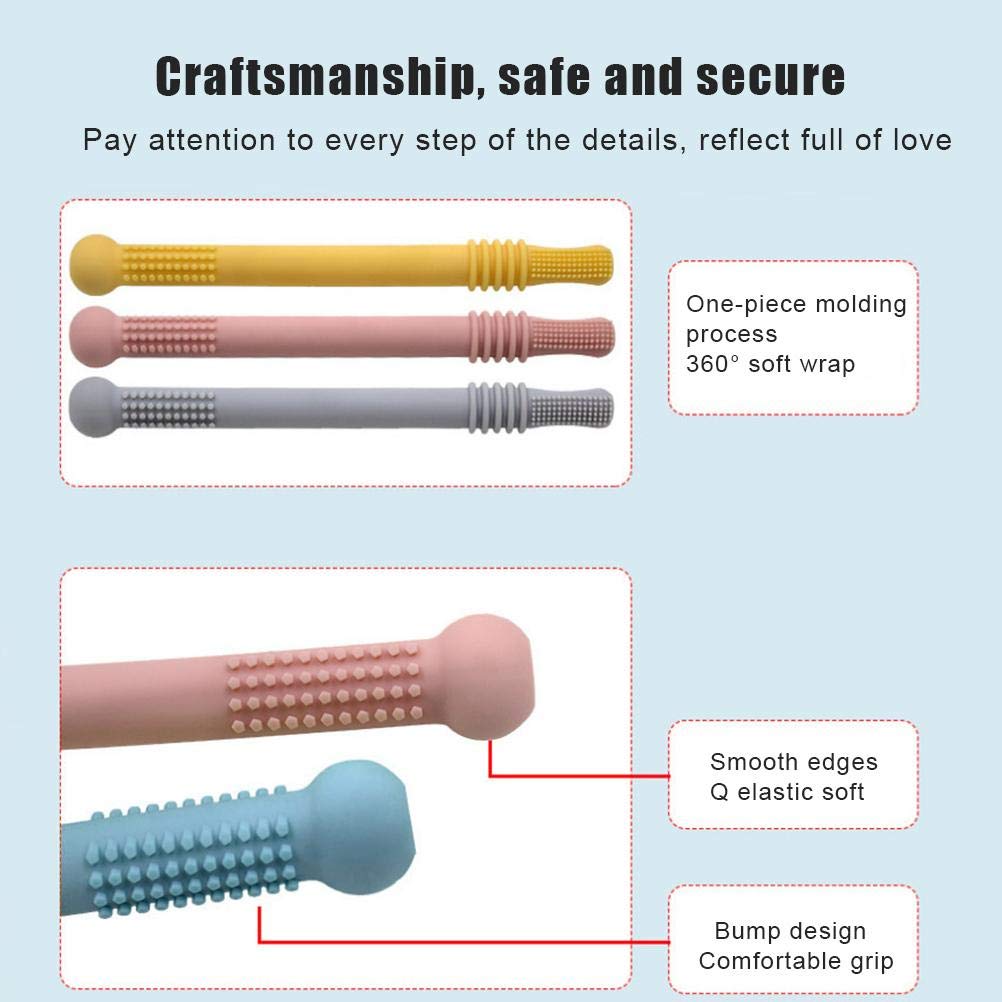 Craftsmanship, safe and secure
Pay attention to every step of the details, reflect full of love
One-piece molding
process
360° soft wrap
Smooth edges
Q elastic soft
Bump design
Comfortable grip